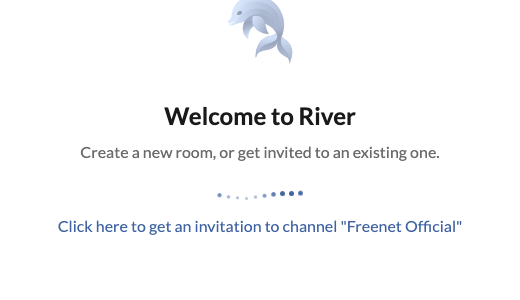 Welcome to River
Create a new room, or get invited to an existing one.
Click here to get an invitation to channel "Freenet Official"